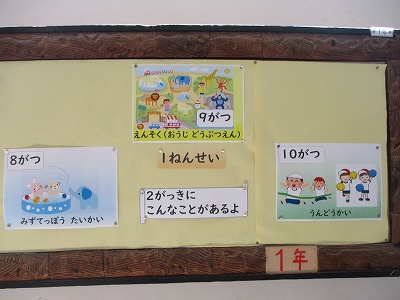 9がつ
えんそく(おうじ どうぶつえん)
8がつ
みずてっぽう たいかい
1ねんせい
2がっきに
こんなことがあるよ
10がつ
うんどうかい
1年